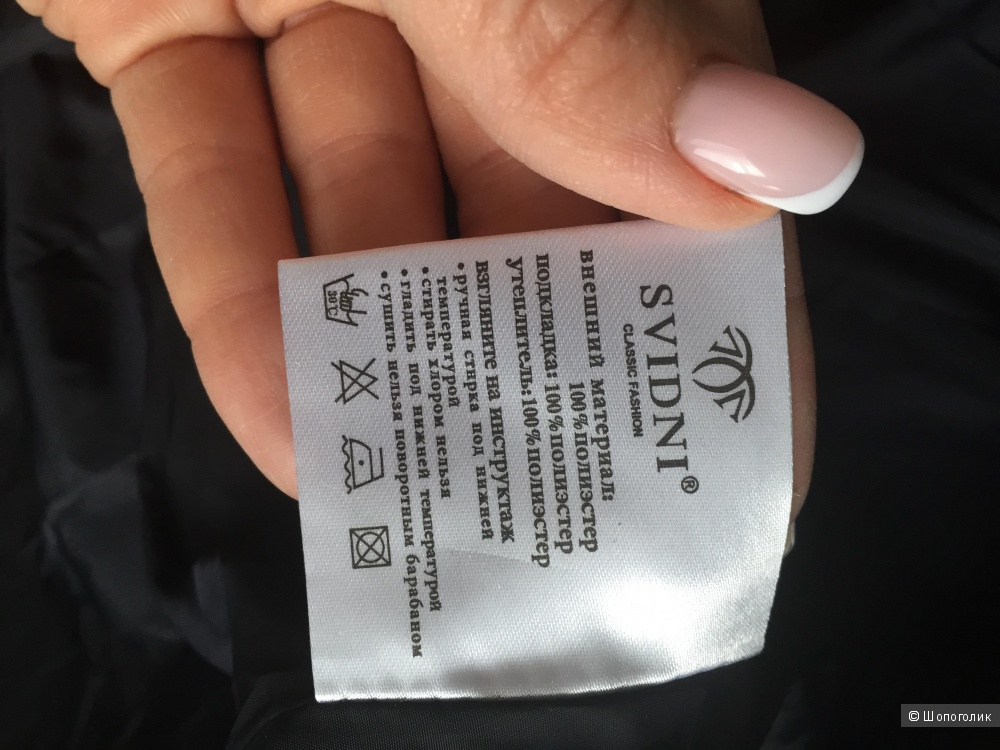 SVIDNI®
CLASSIC FASHION
внешний материал:
100%полиэстер
подкладка: 100%полиэстер
утеплитель:100%полиэстер
взгляните на инструктаж
• ручная стирка под нижней
температурой
• стирать хлором нельзя
• гладить под нижней температурой
• сушить нельзя поворотным барабаном
30°C
© Шопоголик